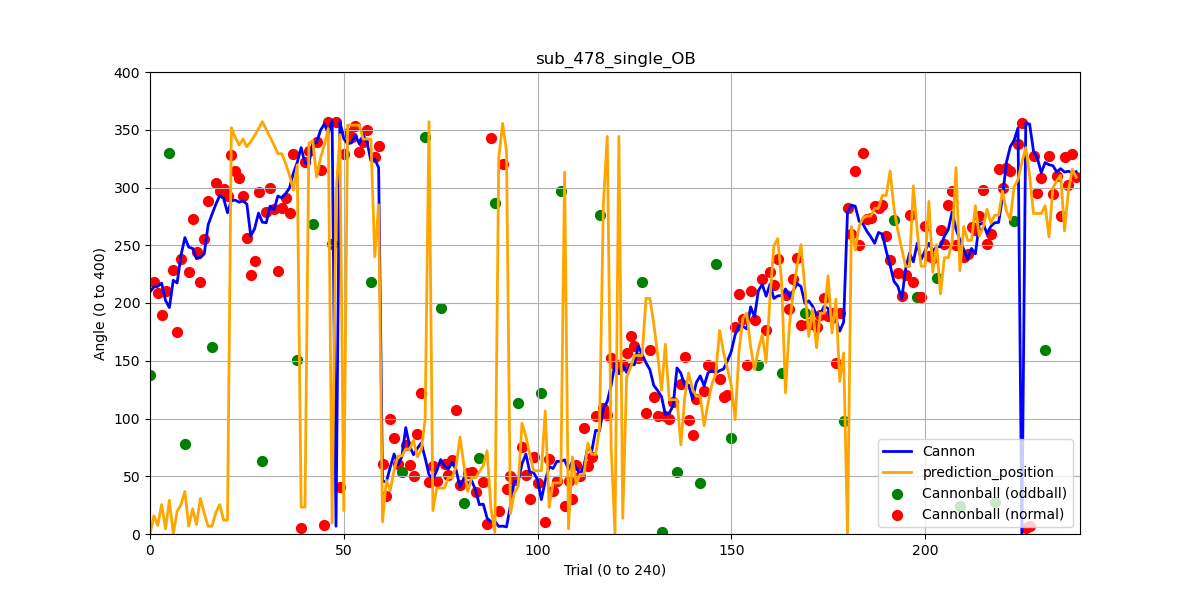 sub_478_single_OB
400
350
300
250
200
150
100
50
0
Angle (0 to 400)
0
50
100
150
200
Trial (0 to 240)
Cannon
prediction_position
Cannonball (oddball)
Cannonball (normal)